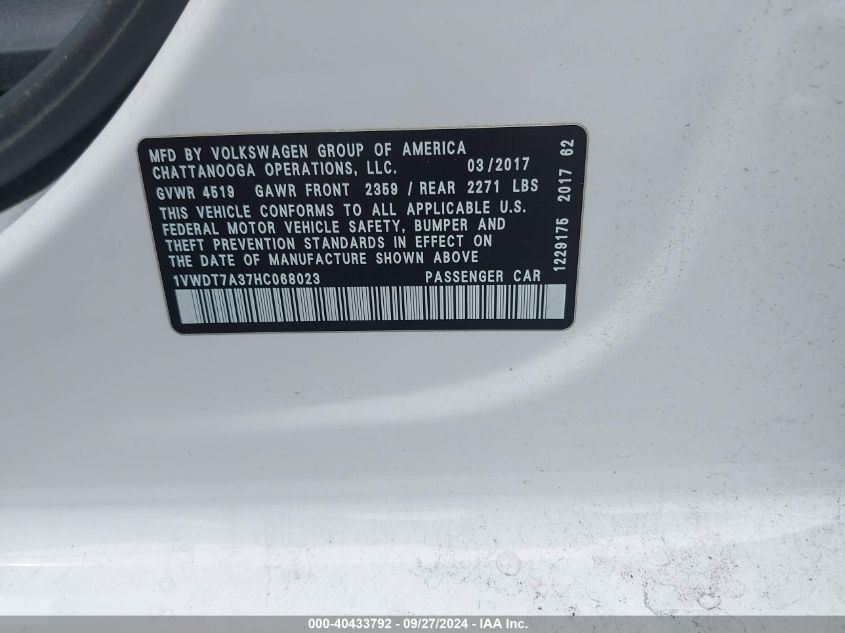 MFD BY VOLKSWAGEN GROUP OF AMERICA
CHATTANOOGA OPERATIONS, LLC. 03/2017
GVWR 4519 GAWR FRONT 2359 / REAR 2271 LBS
THIS VEHICLE CONFORMS TO ALL APPLICABLE U.S.
FEDERAL MOTOR VEHICLE SAFETY, BUMPER AND
THEFT PREVENTION STANDARDS IN EFFECT ON
THE DATE OF MANUFACTURE SHOWN ABOVE
1VWDT7A37HC068023 PASSENGER CAR
1229175 2017 62
000-40433792 - 09/27/2024 - IAA Inc.